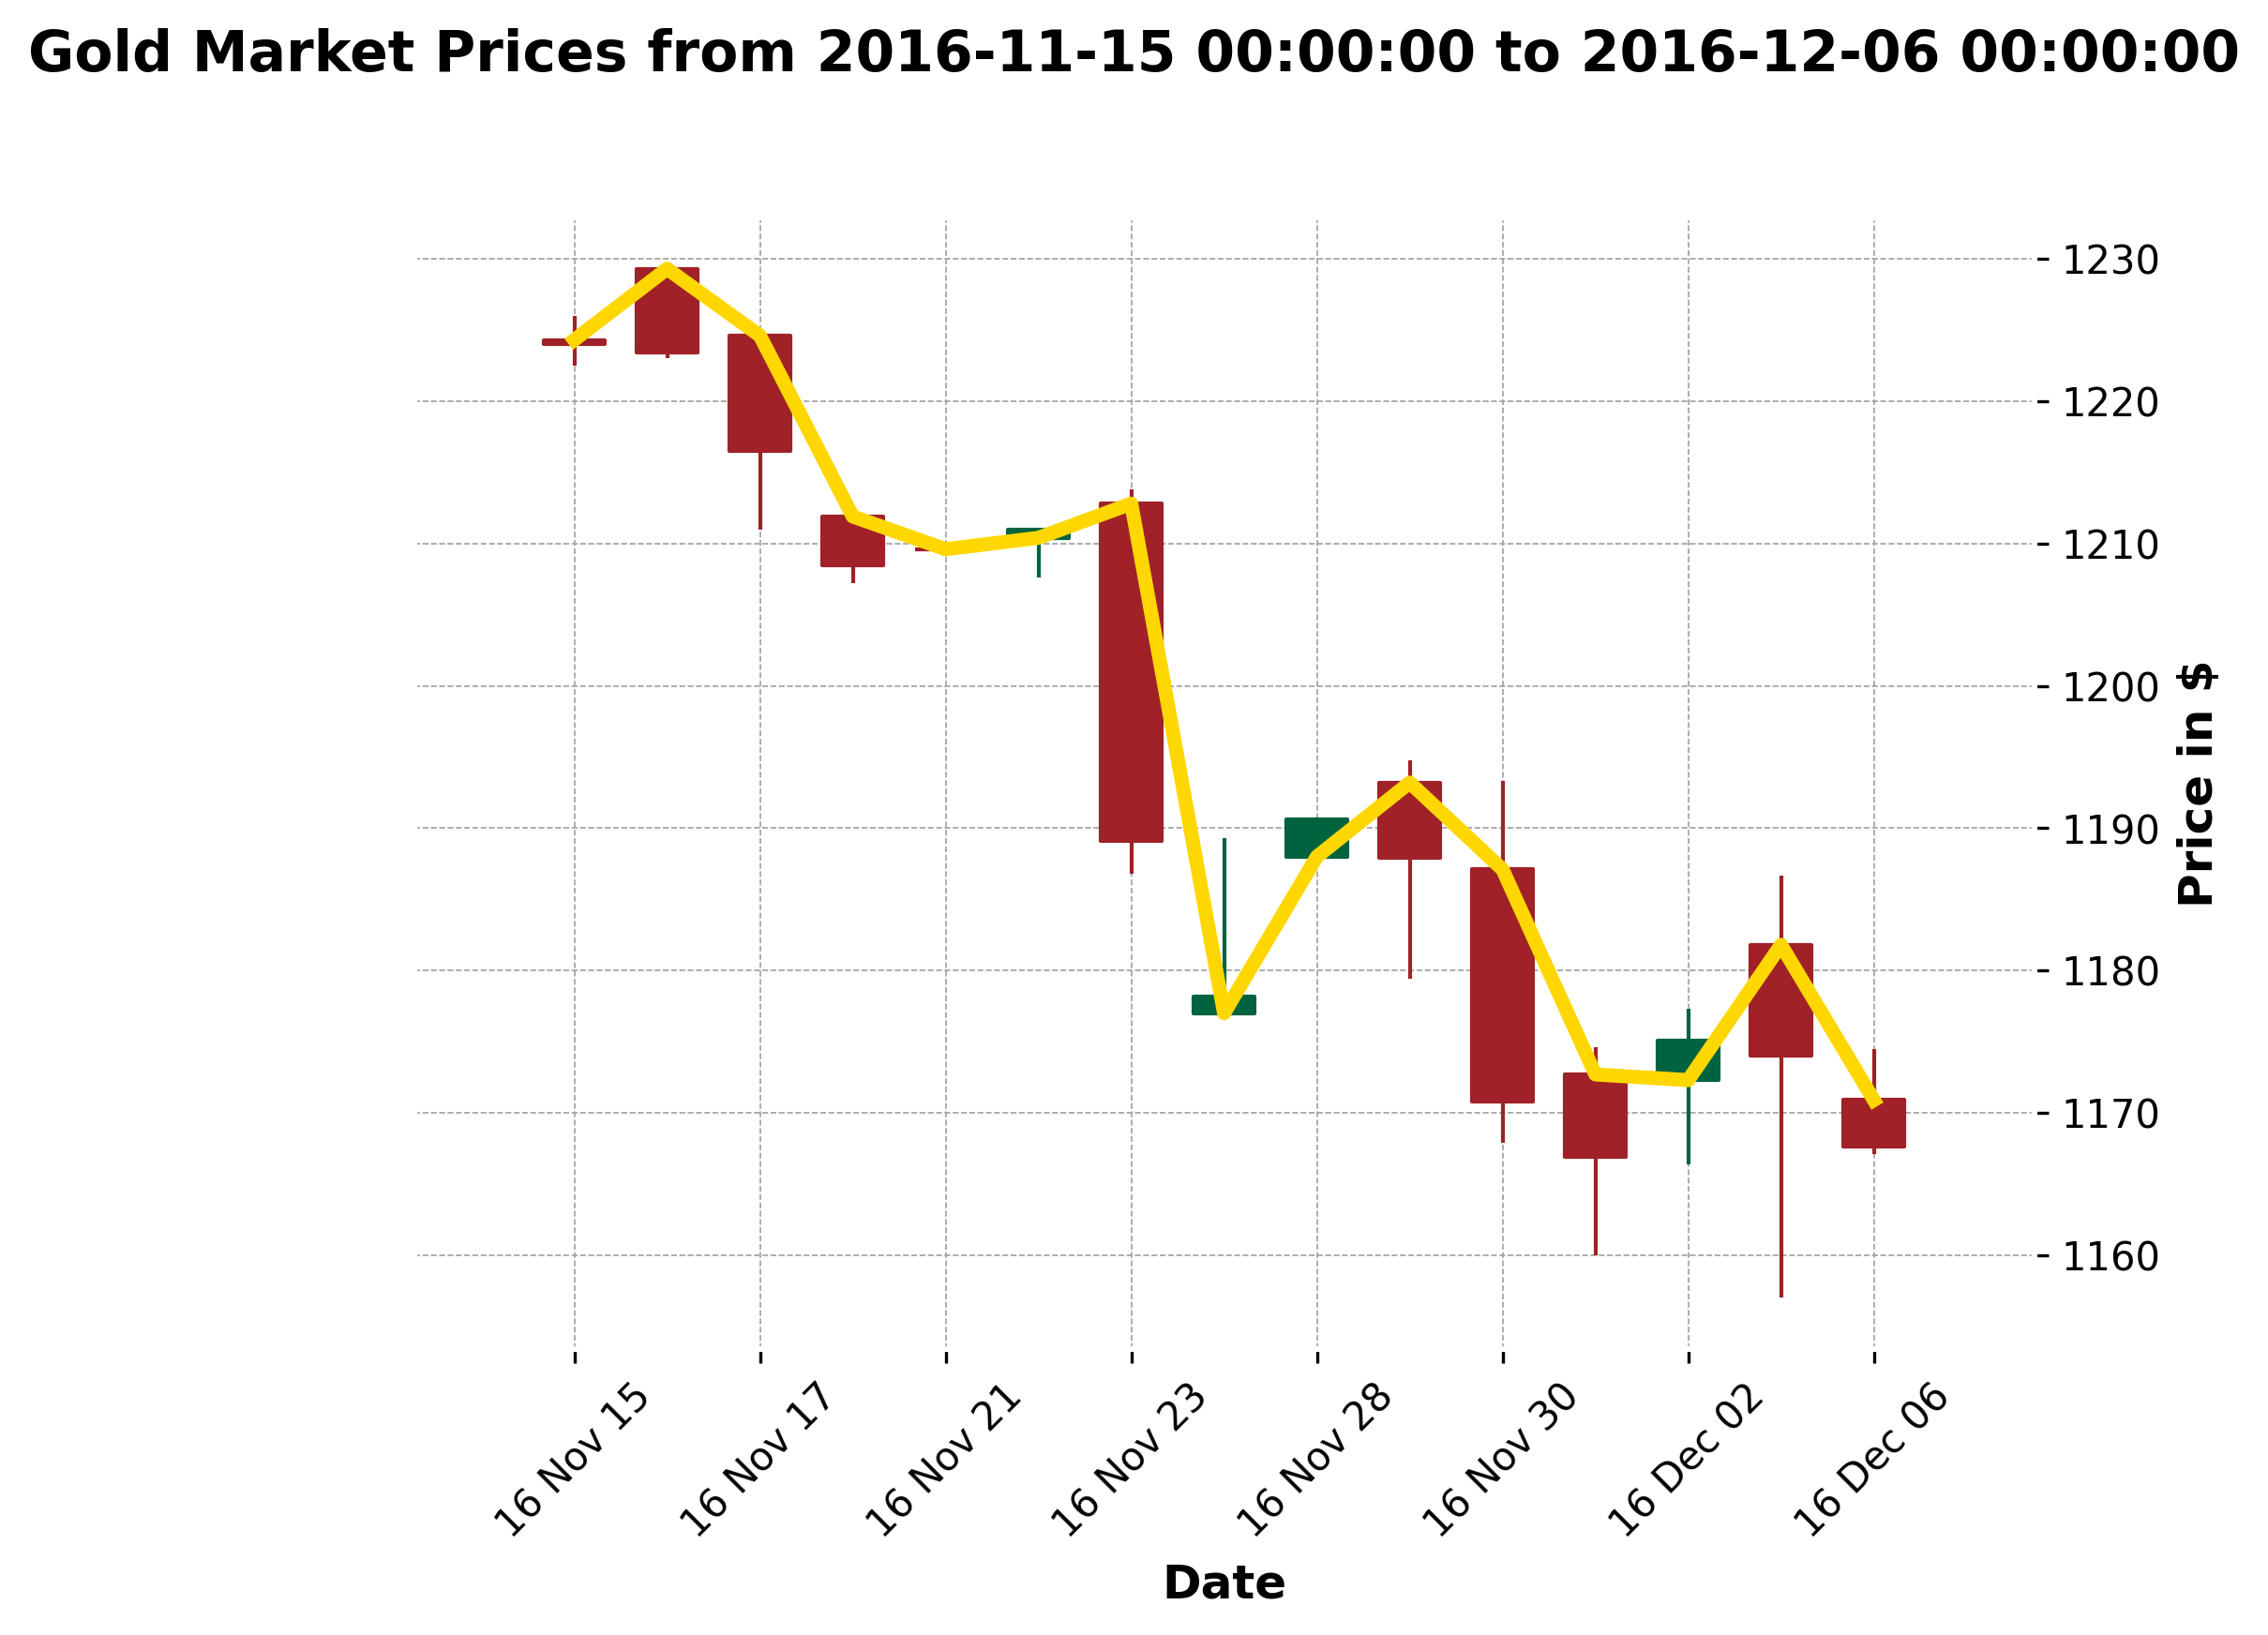 Gold Market Prices from 2016-11-15 00:00:00 to 2016-12-06 00:00:00
1230
1220
1210
1200
1190
1180
1170
1160
Price in $
16 Nov 15
16 Nov 17
16 Nov 21
16 Nov 23
16 Nov 28
16 Nov 30
16 Dec 02
16 Dec 06
Date